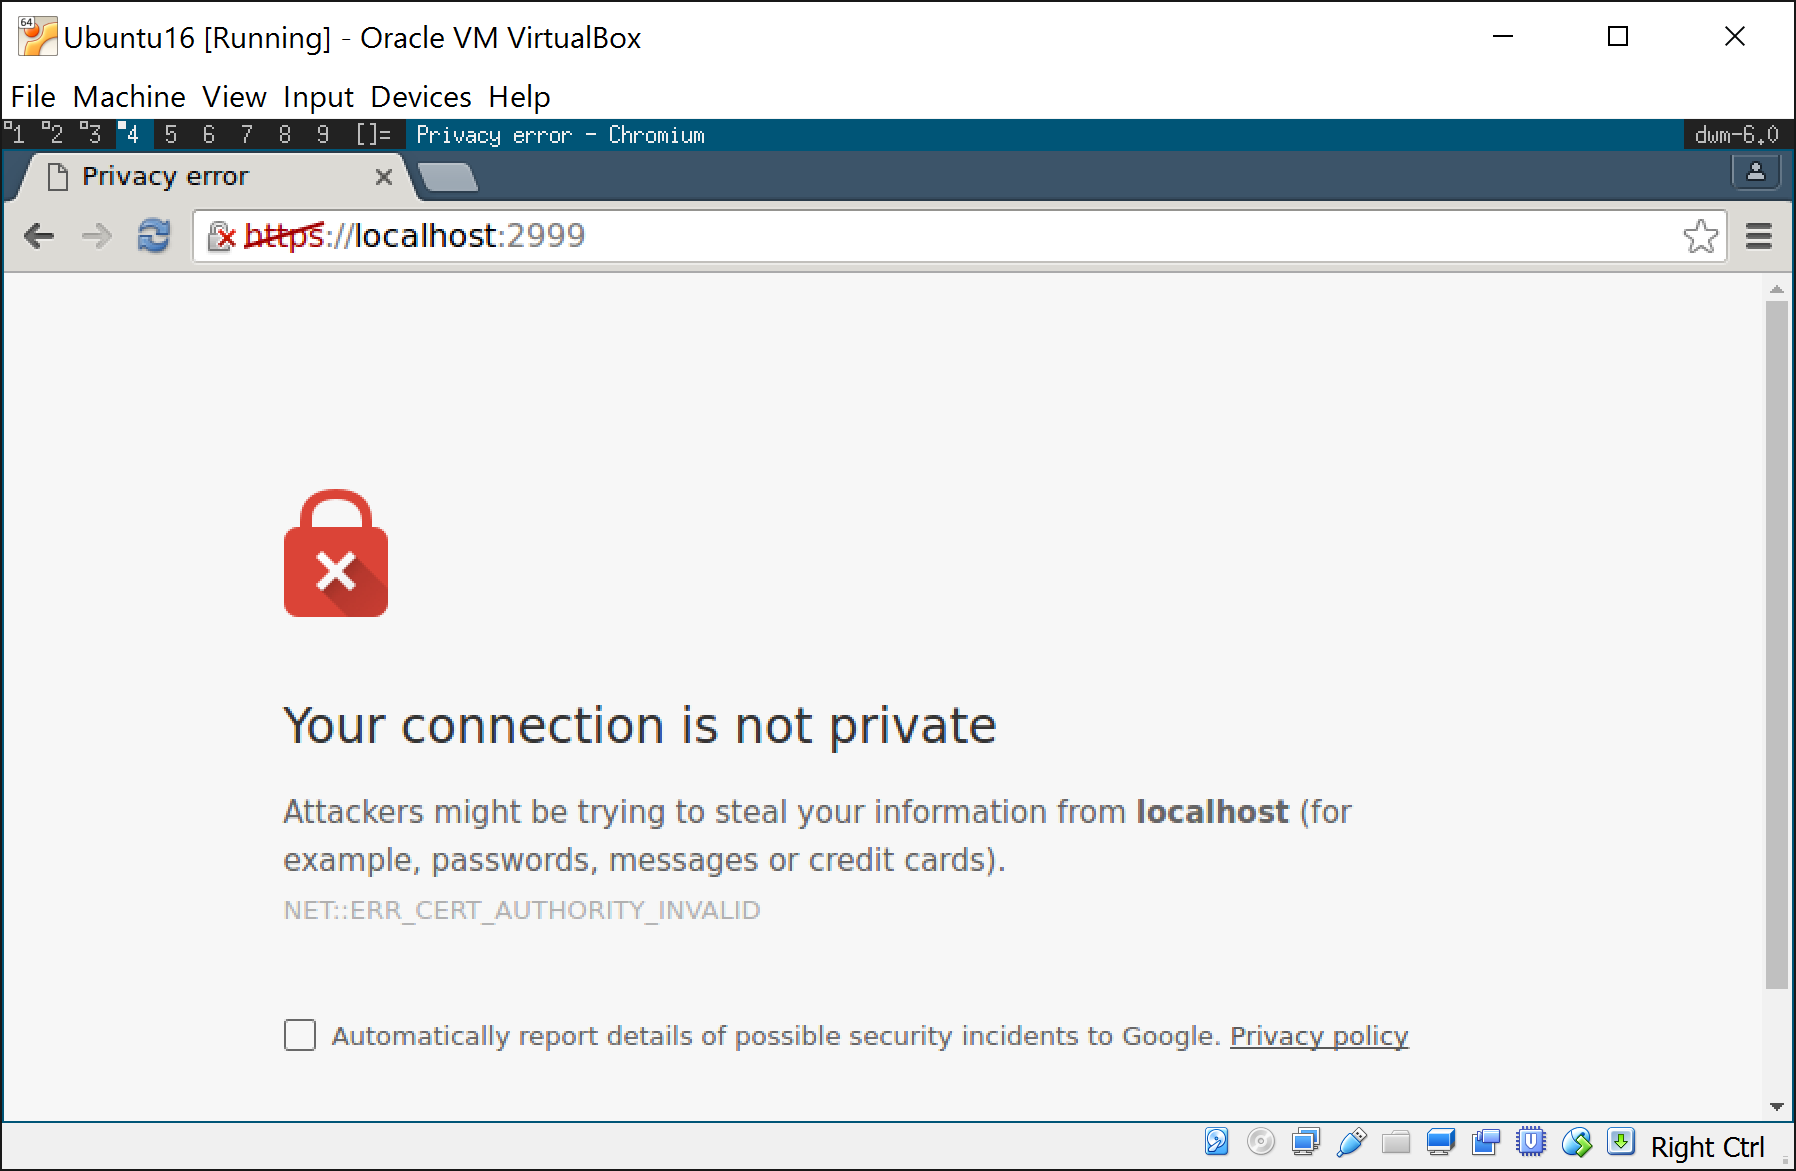 64
Ubuntu16 [Running] - Oracle VM VirtualBox
File Machine View Input Devices Help
1 2 3 4 5 6 7 8 9 []= Privacy error - Chromium dwm-6.0
Privacy error
https://localhost:2999
Your connection is not private
Attackers might be trying to steal your information from localhost (for
example, passwords, messages or credit cards).
NET::ERR_CERT_AUTHORITY_INVALID
Automatically report details of possible security incidents to Google. Privacy policy
Right Ctrl